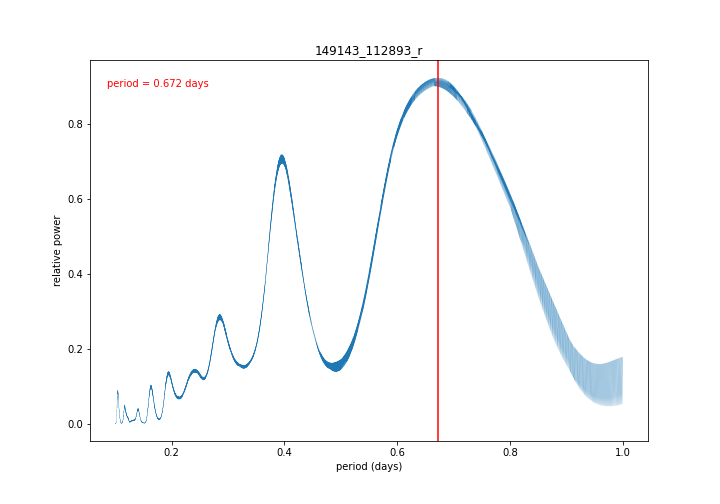 149143_112893_r
period = 0.672 days
relative power
0.8
0.6
0.4
0.2
0.0
0.2 0.4 0.6 0.8 1.0
period (days)